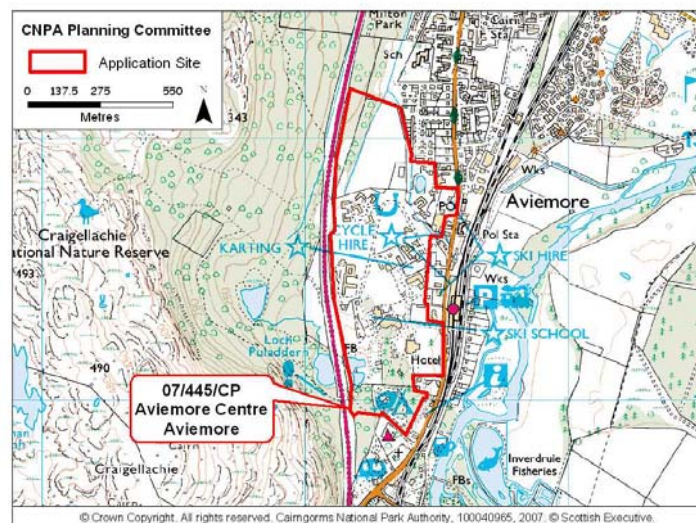 CNPA Planning Committee
Application Site
0 137.5 275 550
Metres
N
343
Milton
Park
Sch
Cairn
Sta
Wks
Aviemore
PO
Pol Sta
CYCLE
HIRE
KARTING
SKI HIRE
Wks
Craigellachie
National Nature Reserve
493
SKI SCHOOL
Loch
Puladdern
FB
Hotel
490
07/445/CP
Aviemore Centre
Aviemore
Cairn
Craigellachie
Inverdruie
Fisheries
FBs
© Crown Copyright. All rights reserved. Cairngorms National Park Authority, 100040965, 2007, © Scottish Executive.